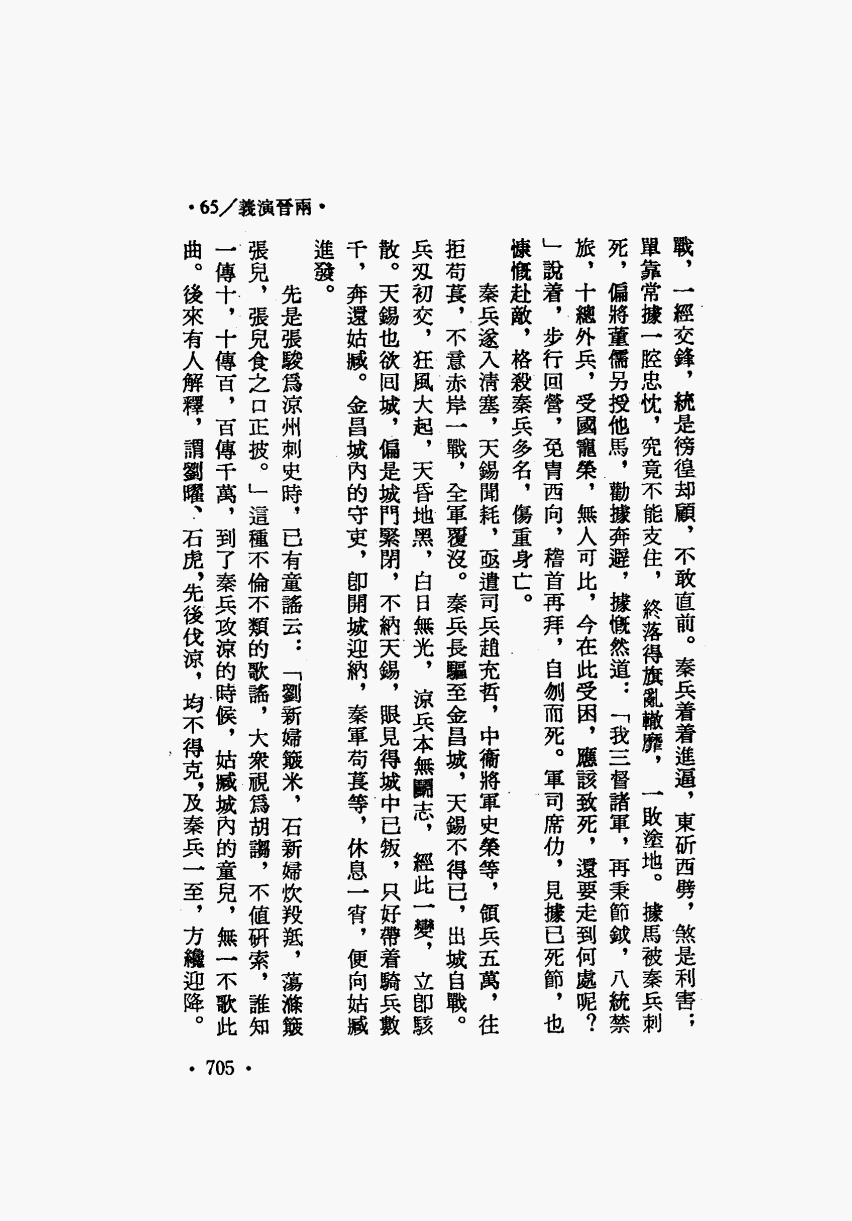 •65／義演晉兩•
戰，一經交鋒，統是徬徨却顧，不敢直前。秦兵着着進逼，東斫西劈，煞是利害；
單靠常據一腔忠忱，究竟不能支住，終落得旗亂轍靡，一敗塗地。據馬被秦兵刺
死，偏將董儒另授他馬，勸據奔避，據慨然道：「我三督諸軍，再秉節鉞，八統禁
旅，十總外兵，受國寵榮，無人可比，今在此受困，應該致死，還要走到何處呢？
」說着，步行回營，免冑西向，稽首再拜，自刎而死。軍司席仂，見據已死節，也
慷慨赴敵，格殺秦兵多名，傷重身亡。
秦兵遂入清塞，天錫聞耗，亟遣司兵趙充哲，中衞將軍史榮等，領兵五萬，往
拒苟萇，不意赤岸一戰，全軍覆沒。秦兵長驅至金昌城，天錫不得已，出城自戰。
兵刄初交，狂風大起，天昏地黑，白日無光，涼兵本無鬭志，經此一變，立卽駭
散。天錫也欲囘城，偏是城門緊閉，不納天錫，眼見得城中已叛，只好帶着騎兵數
千，奔還姑臧。金昌城內的守吏，卽開城迎納，秦軍苟萇等，休息一宵，便向姑臧
進發。
先是張駿爲涼州刺史時，已有童謠云：「劉新婦簸米，石新婦炊羖羝，蕩滌簸
張兒，張兒食之口正披。」這種不倫不類的歌謠，大衆視爲胡謅，不值硏索，誰知
一傳十，十傳百，百傳千萬，到了秦兵攻涼的時候，姑臧城內的童兒，無一不歌此
曲。後來有人解釋，謂劉曜、石虎，先後伐涼，均不得克，及秦兵一至，方纔迎降。
•705•